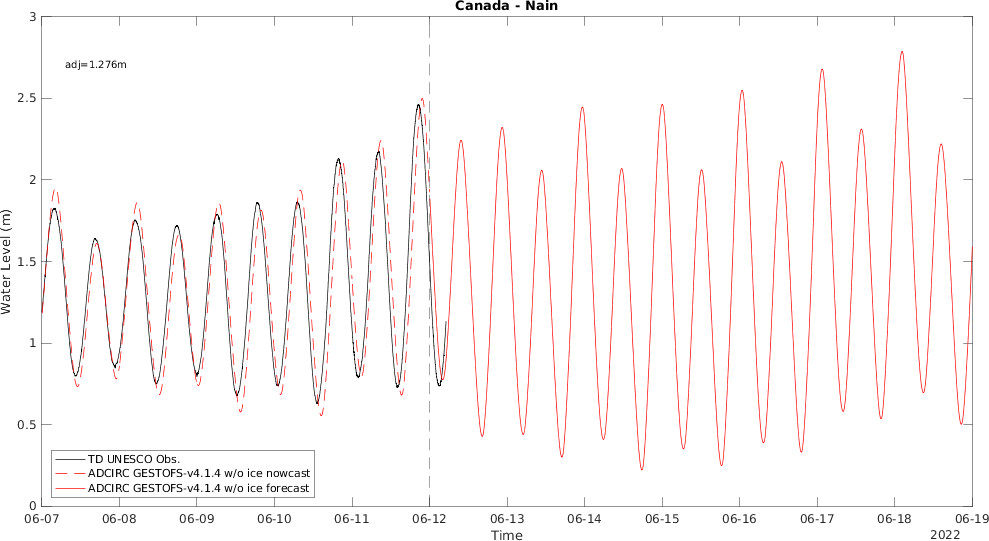 Canada - Nain
adj=1.276m
Water Level (m)
3
2.5
2
1.5
1
0.5
0
TD UNESCO Obs.
ADCIRC GESTOFS-v4.1.4 w/o ice nowcast
ADCIRC GESTOFS-v4.1.4 w/o ice forecast
06-07 06-08 06-09 06-10 06-11 06-12 06-13 06-14 06-15 06-16 06-17 06-18 06-19
Time
2022